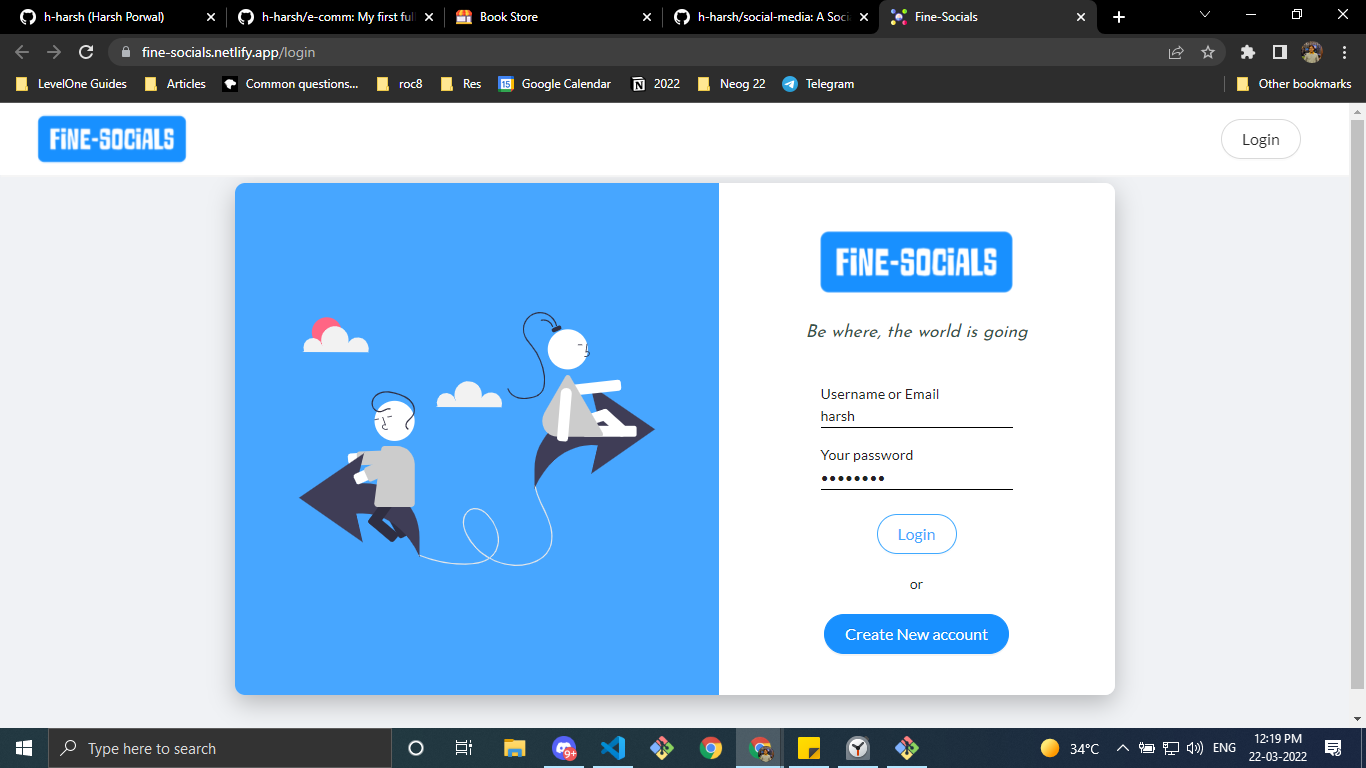 h-harsh (Harsh Porwal)
h-harsh/e-comm: My first full
Book Store
h-harsh/social-media: A Socia
Fine-Socials
fine-socials.netlify.app/login
LevelOne Guides
Articles
Common questions...
roc8
Res
Google Calendar
2022
Neog 22
Telegram
Other bookmarks
FiNE-SOCiALS
Login
FiNE-SOCiALS
Be where, the world is going
Username or Email
harsh
Your password
••••••••
Login
or
Create New account
Type here to search
9+
34°C
ENG
12:19 PM
22-03-2022